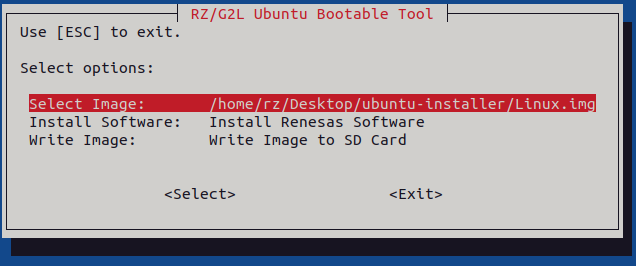 RZ/G2L Ubuntu Bootable Tool
Use [ESC] to exit.
Select options:
Select Image: /home/rz/Desktop/ubuntu-installer/Linux.img
Install Software: Install Renesas Software
Write Image: Write Image to SD Card
<Select> <Exit>